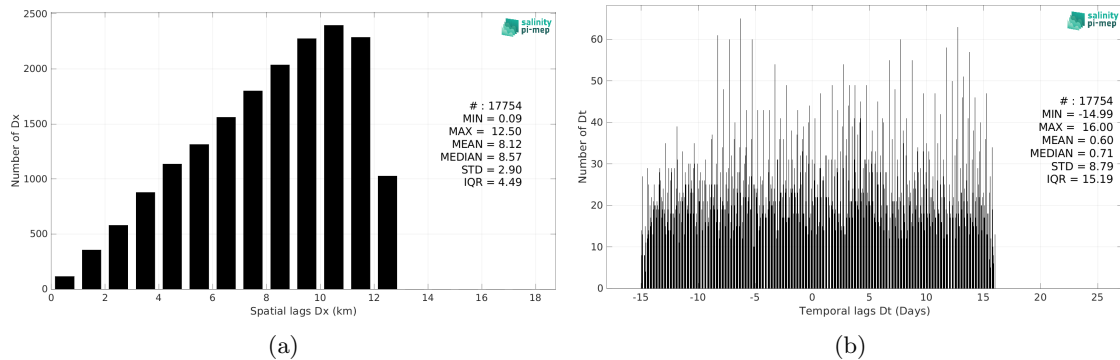 salinity
pi-mep
Number of Dx
2500
2000
1500
1000
500
0
# : 17754
MIN = 0.09
MAX = 12.50
MEAN = 8.12
MEDIAN = 8.57
STD = 2.90
IQR = 4.49
0 2 4 6 8 10 12 14 16 18
Spatial lags Dx (km)
(a)
salinity
pi-mep
Number of Dt
60
50
40
30
20
10
0
# : 17754
MIN = -14.99
MAX = 16.00
MEAN = 0.60
MEDIAN = 0.71
STD = 8.79
IQR = 15.19
-15 -10 -5 0 5 10 15 20 25
Temporal lags Dt (Days)
(b)